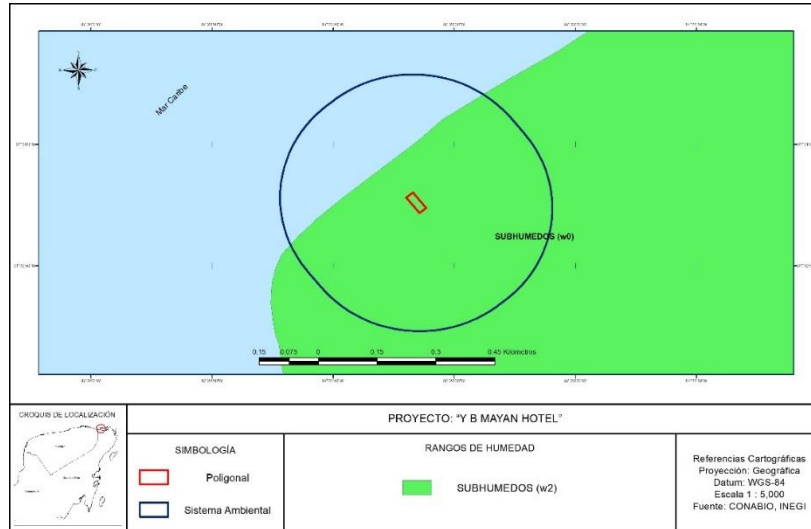 Mar Caribe
SUBHUMEDOS (w0)
0.15 0.075 0 0.15 0.3 0.45 Kilometros
CROQUIS DE LOCALIZACIÓN
PROYECTO: "Y B MAYAN HOTEL"
SIMBOLOGÍA
Poligonal
Sistema Ambiental
RANGOS DE HUMEDAD
SUBHUMEDOS (w2)
Referencias Cartográficas
Proyección: Geográfica
Datum: WGS-84
Escala 1 : 5,000
Fuente: CONABIO, INEGI